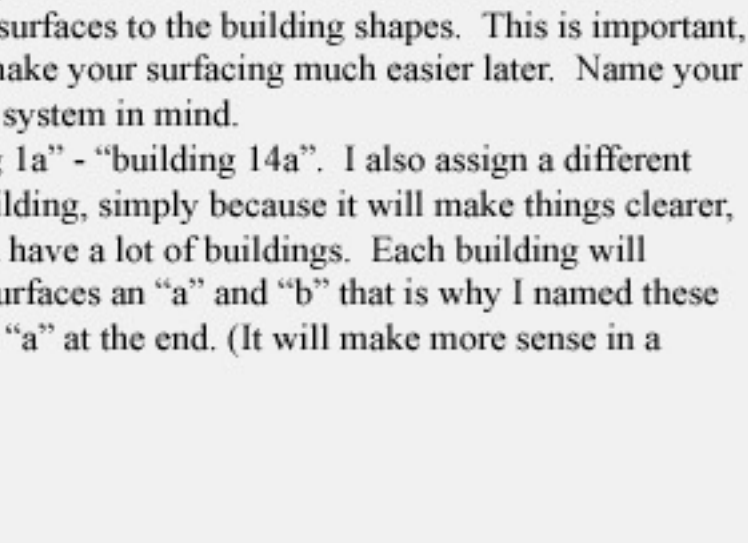 surfaces to the building shapes.  This is important,
make your surfacing much easier later.  Name your
system in mind.
1a” - “building 14a”.  I also assign a different
ilding, simply because it will make things clearer,
have a lot of buildings.  Each building will
urfaces an “a” and “b” that is why I named these
“a” at the end. (It will make more sense in a